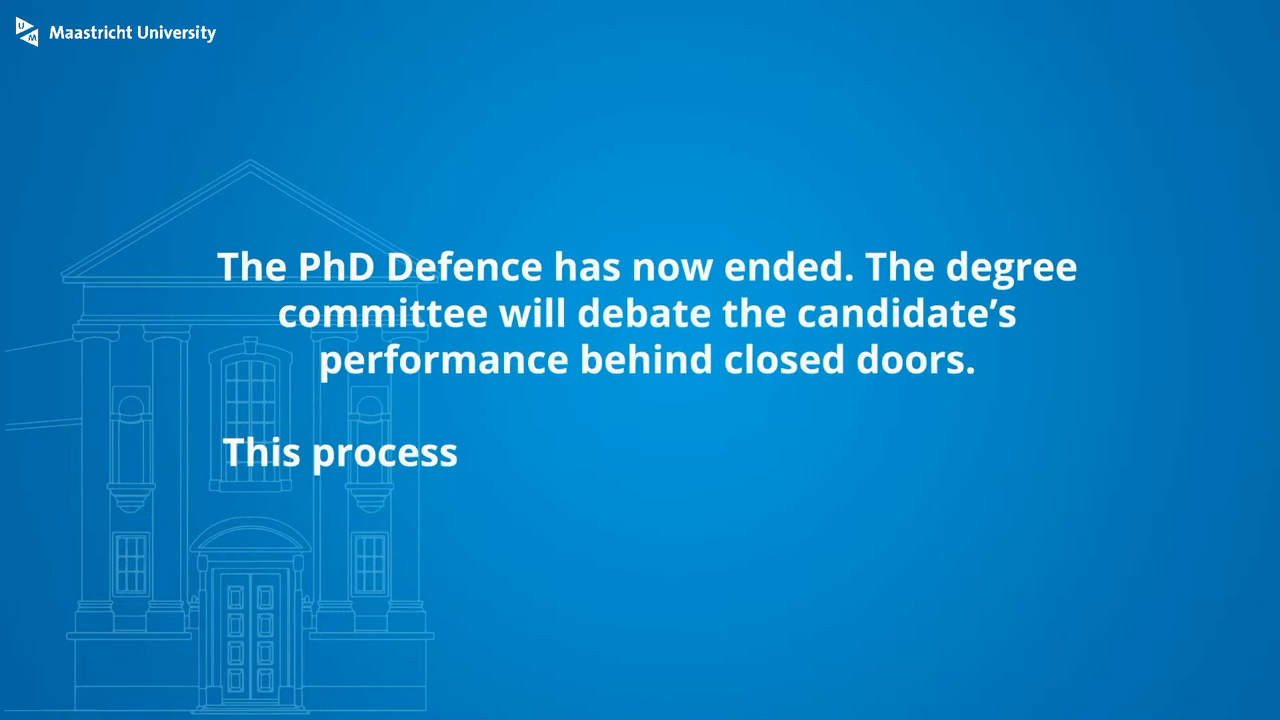 UM
Maastricht University
The PhD Defence has now ended. The degree
committee will debate the candidate’s
performance behind closed doors.
This process